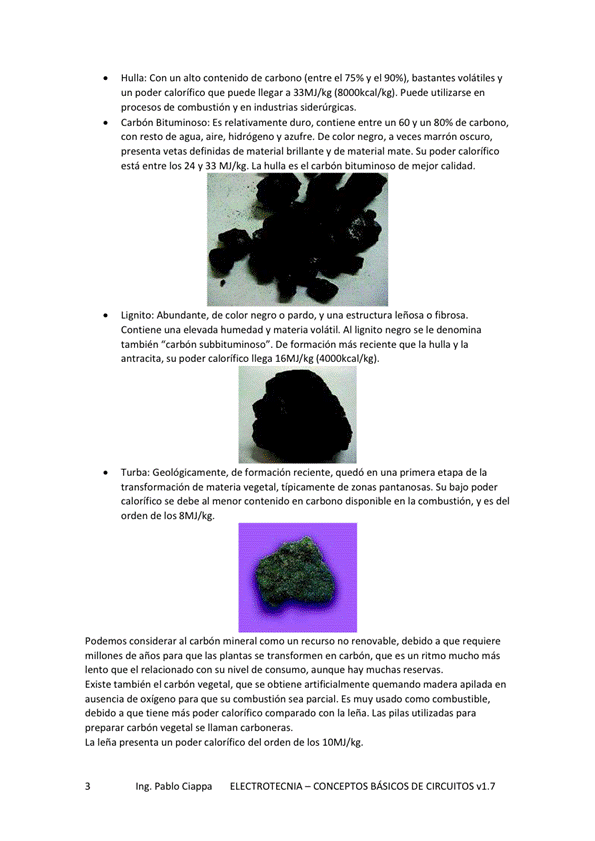 • Hulla: Con un alto contenido de carbono (entre el 75% y el 90%), bastantes volátiles y
un poder calorífico que puede llegar a 33MJ/kg (8000kcal/kg). Puede utilizarse en
procesos de combustión y en industrias siderúrgicas.
• Carbón Bituminoso: Es relativamente duro, contiene entre un 60 y un 80% de carbono,
con resto de agua, aire, hidrógeno y azufre. De color negro, a veces marrón oscuro,
presenta vetas definidas de material brillante y de material mate. Su poder calorífico
está entre los 24 y 33 MJ/kg. La hulla es el carbón bituminoso de mejor calidad.
• Lignito: Abundante, de color negro o pardo, y una estructura leñosa o fibrosa.
Contiene una elevada humedad y materia volátil. Al lignito negro se le denomina
también “carbón subbituminoso”. De formación más reciente que la hulla y la
antracita, su poder calorífico llega 16MJ/kg (4000kcal/kg).
• Turba: Geológicamente, de formación reciente, quedó en una primera etapa de la
transformación de materia vegetal, típicamente de zonas pantanosas. Su bajo poder
calorífico se debe al menor contenido en carbono disponible en la combustión, y es del
orden de los 8MJ/kg.
Podemos considerar al carbón mineral como un recurso no renovable, debido a que requiere
millones de años para que las plantas se transformen en carbón, que es un ritmo mucho más
lento que el relacionado con su nivel de consumo, aunque hay muchas reservas.
Existe también el carbón vegetal, que se obtiene artificialmente quemando madera apilada en
ausencia de oxígeno para que su combustión sea parcial. Es muy usado como combustible,
debido a que tiene más poder calorífico comparado con la leña. Las pilas utilizadas para
preparar carbón vegetal se llaman carboneras.
La leña presenta un poder calorífico del orden de los 10MJ/kg.
3 Ing. Pablo Ciappa ELECTROTECNIA – CONCEPTOS BÁSICOS DE CIRCUITOS v1.7